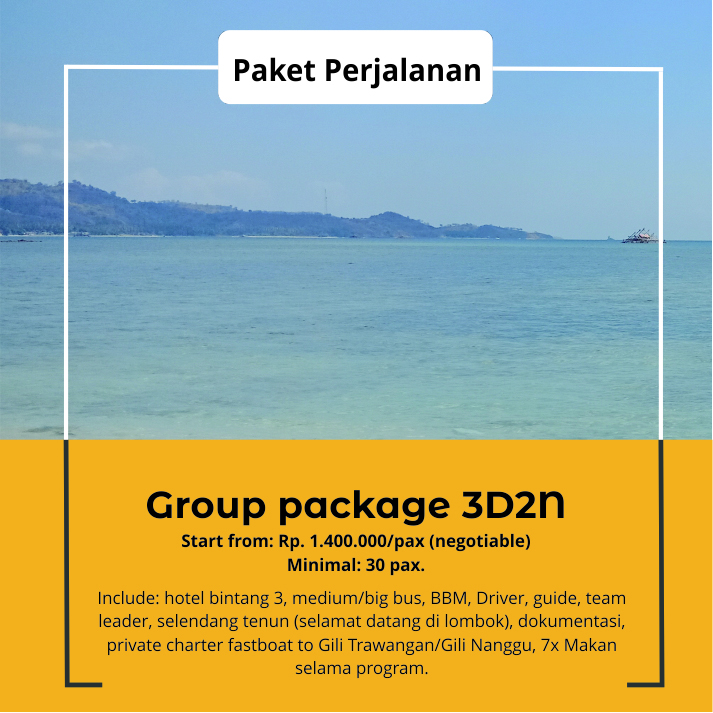 Paket Perjalanan
Group package 3D2N
Start from: Rp. 1.400.000/pax (negotiable)
Minimal: 30 pax.
Include: hotel bintang 3, medium/big bus, BBM, Driver, guide, team
leader, selendang tenun (selamat datang di lombok), dokumentasi,
private charter fastboat to Gili Trawangan/Gili Nanggu, 7x Makan
selama program.